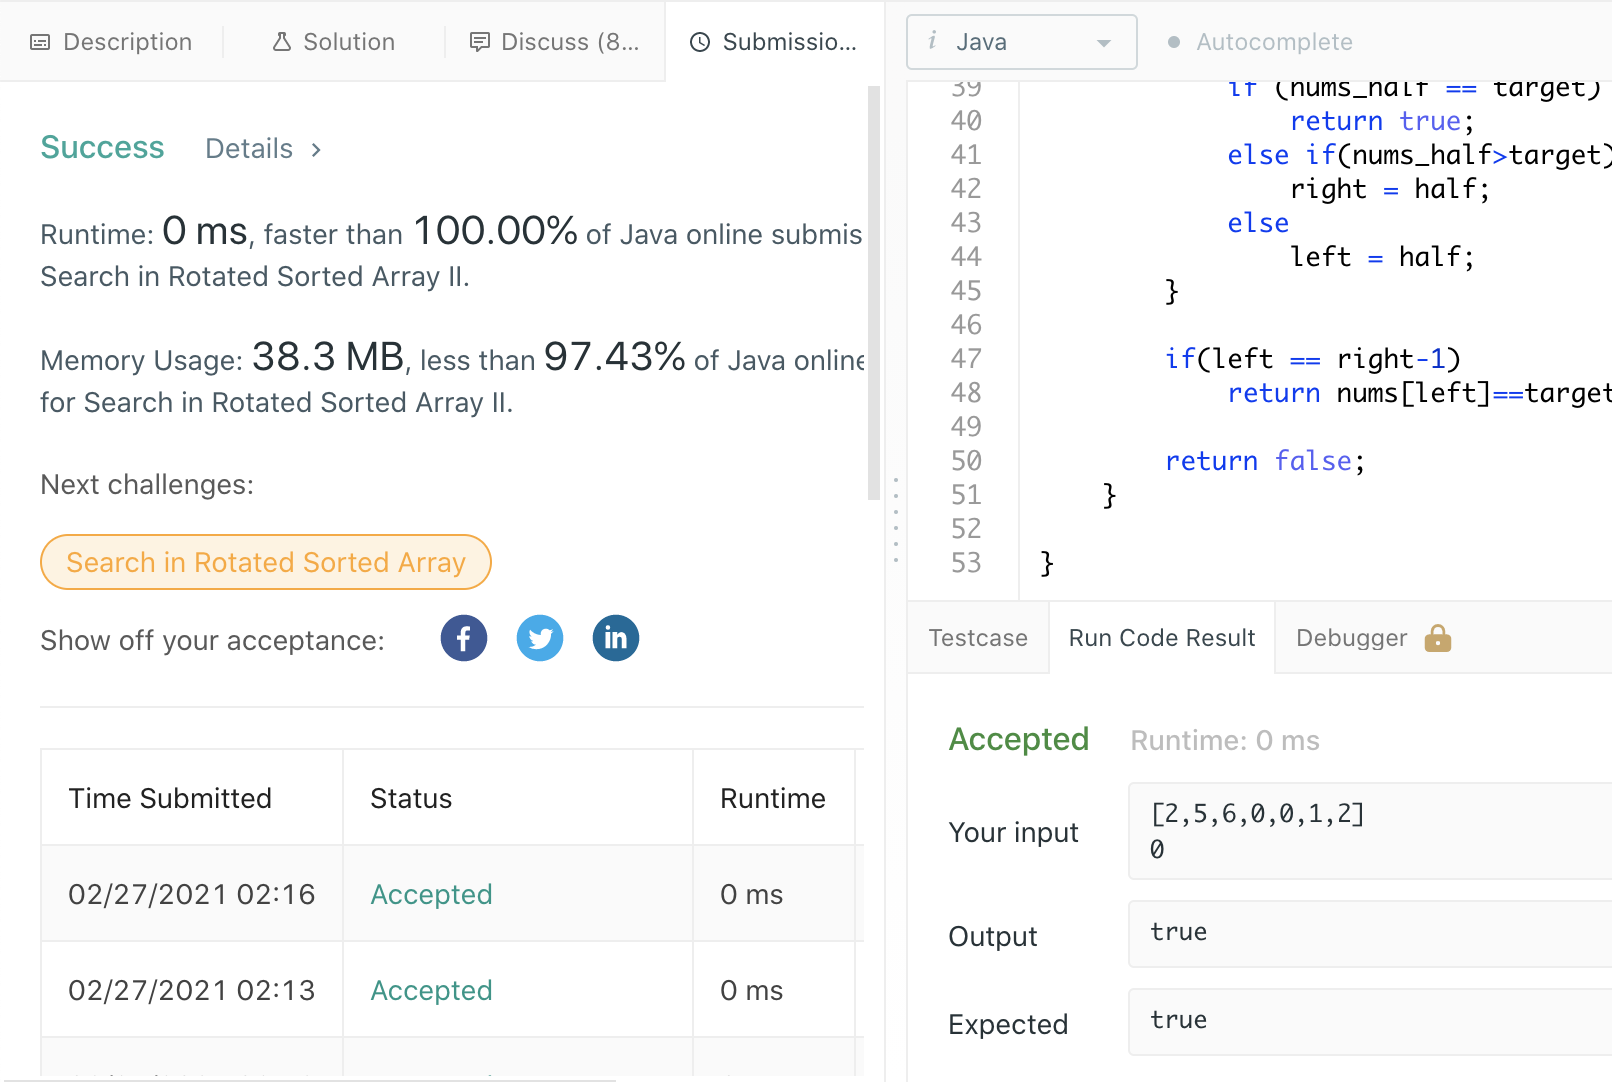 Description
Solution
Discuss (8...
Submissio...
Success
Details >
Runtime: 0 ms, faster than 100.00% of Java online submis
Search in Rotated Sorted Array II.
Memory Usage: 38.3 MB, less than 97.43% of Java online
for Search in Rotated Sorted Array II.
Next challenges:
Search in Rotated Sorted Array
Show off your acceptance:
f
in
Time Submitted Status Runtime
02/27/2021 02:16 Accepted 0 ms
02/27/2021 02:13 Accepted 0 ms
i Java
Autocomplete
39 if (nums_half == target)
40 return true;
41 else if(nums_half>target)
42 right = half;
43 else
44 left = half;
45 }
46
47 if(left == right-1)
48 return nums[left]==target
49
50 return false;
51 }
52
53 }
Testcase
Run Code Result
Debugger
Accepted Runtime: 0 ms
Your input
[2,5,6,0,0,1,2]
0
Output
true
Expected
true